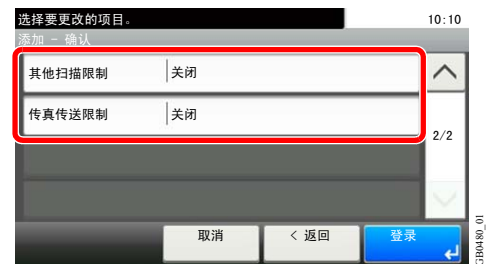 选择要更改的项目。 10:10
添加 - 确认
其他扫描限制 关闭
传真传送限制 关闭
2/2
取消 < 返回 登录
GB0480_01